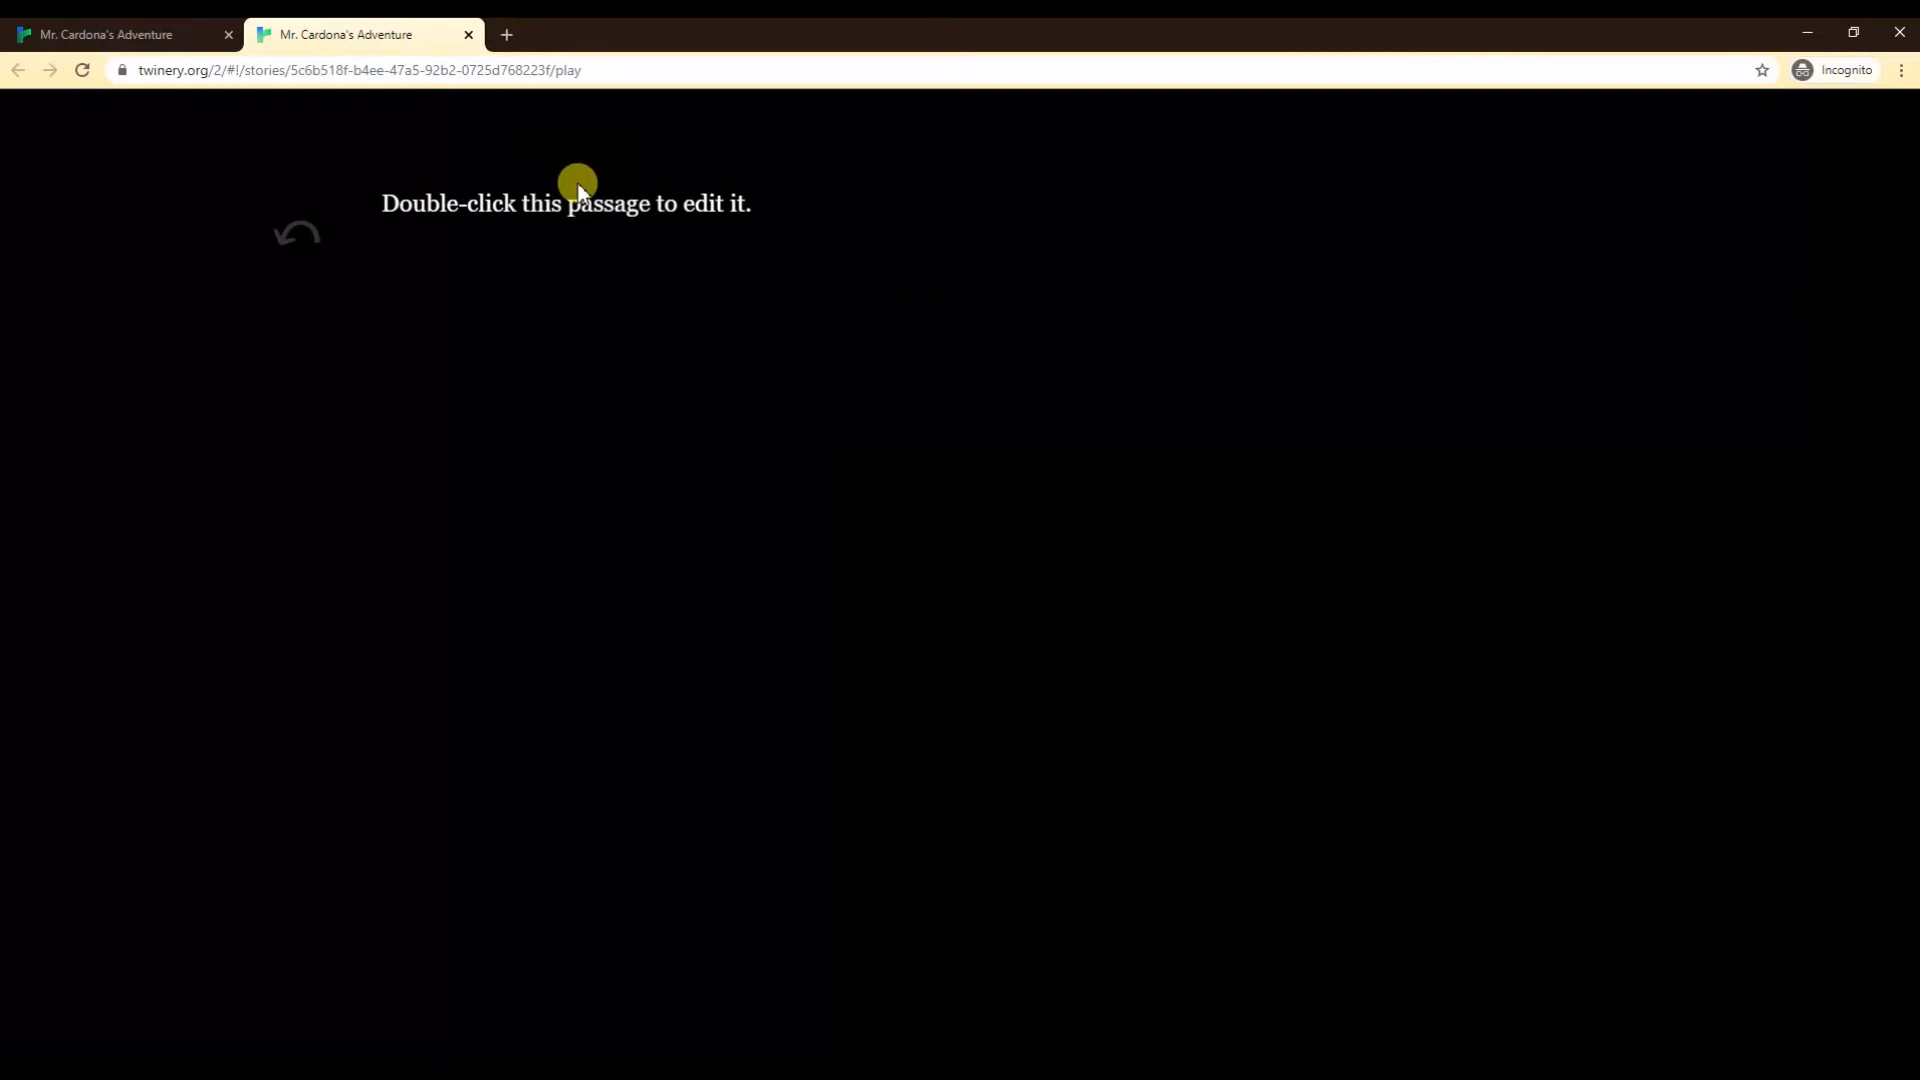 Mr. Cardona's Adventure
Mr. Cardona's Adventure
twinery.org/2/#!/stories/5c6b518f-b4ee-47a5-92b2-0725d768223f/play
Incognito
Double-click this passage to edit it.